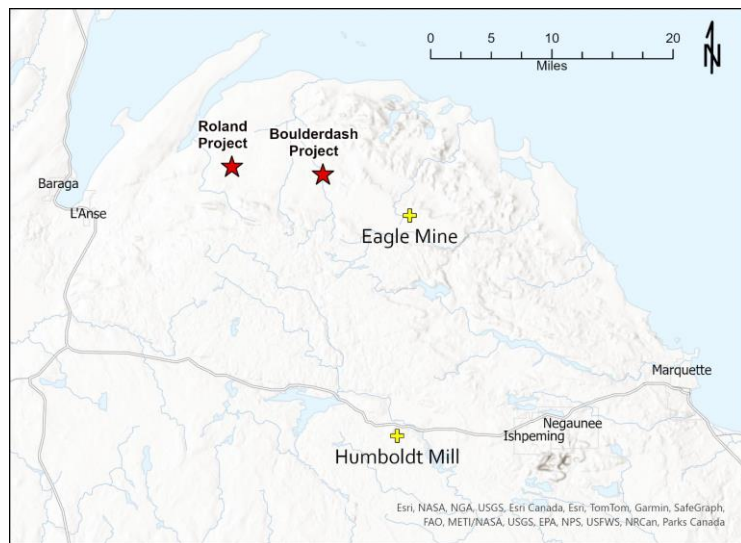 0 5 10 20
Miles
N
Roland
Project
Boulderdash
Project
Baraga
L'Anse
Eagle Mine
Marquette
Negaunee
Ishpeming
Humboldt Mill
Esri, NASA, NGA, USGS, Esri Canada, Esri, TomTom, Garmin, SafeGraph,
FAO, METI/NASA, USGS, EPA, NPS, USFWS, NRCan, Parks Canada